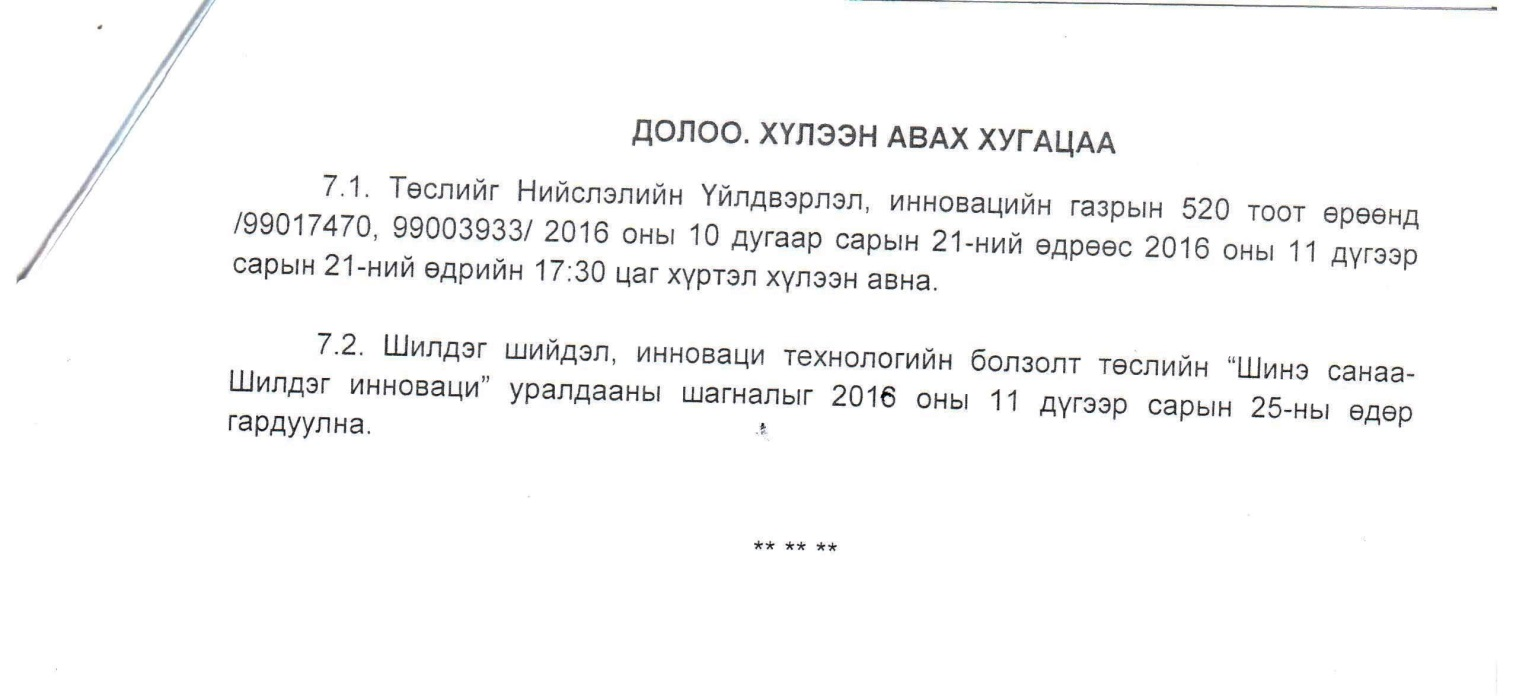 ДОЛОО. ХҮЛЭЭН АВАХ ХУГАЦАА
7.1. Төслийг Нийслэлийн Үйлдвэрлэл, инновацийн газрын 520 тоот өрөөнд
/99017470, 99003933/ 2016 оны 10 дугаар сарын 21-ний өдрөөс 2016 оны 11 дүгээр
сарын 21-ний өдрийн 17:30 цаг хүртэл хүлээн авна.
7.2. Шилдэг шийдэл, инноваци технологийн болзолт төслийн “Шинэ санаа-
Шилдэг инноваци” уралдааны шагналыг 2016 оны 11 дүгээр сарын 25-ны өдөр
гардуулна.
** ** **